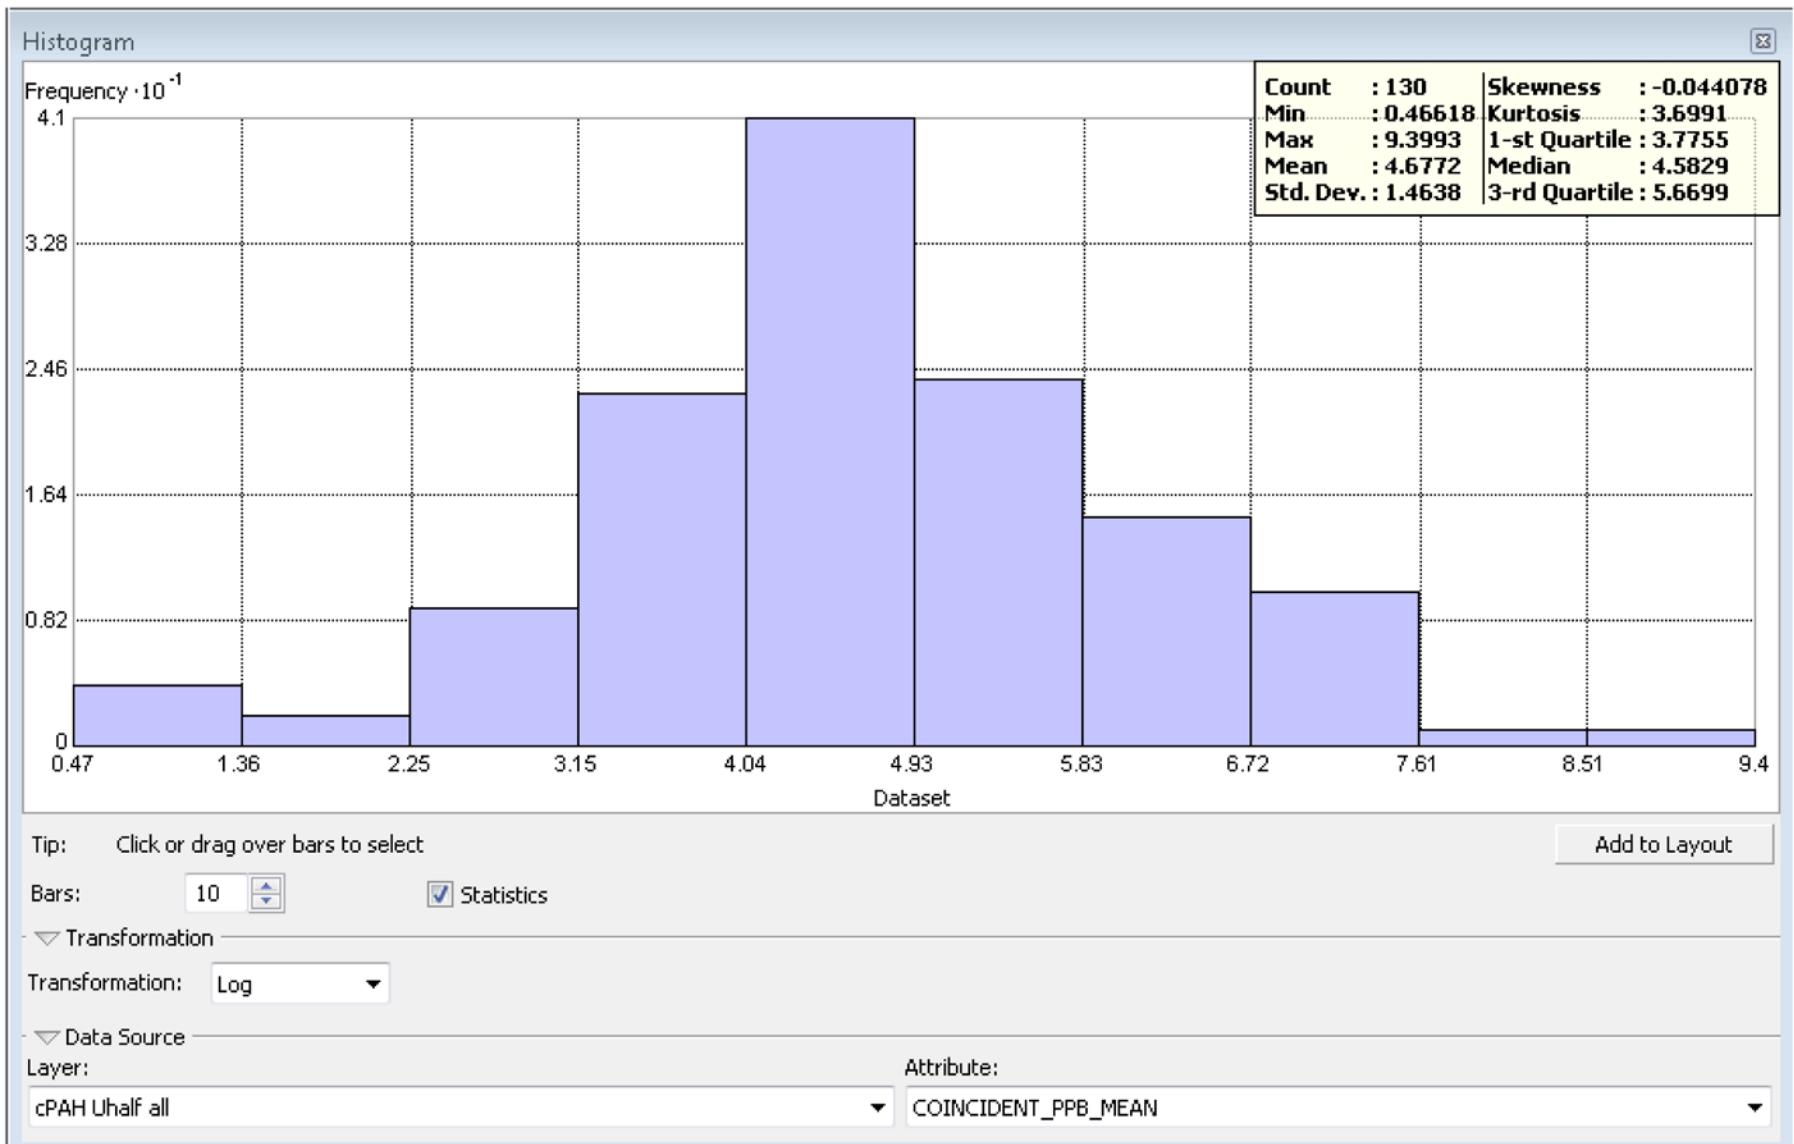 Histogram
Frequency ·10⁻¹
Count : 130 Skewness : -0.044078
Min : 0.46618 Kurtosis : 3.6991
Max : 9.3993 1-st Quartile : 3.7755
Mean : 4.6772 Median : 4.5829
Std. Dev. : 1.4638 3-rd Quartile : 5.6699
4.1
3.28
2.46
1.64
0.82
0
0.47 1.36 2.25 3.15 4.04 4.93 5.83 6.72 7.61 8.51 9.4
Dataset
Tip: Click or drag over bars to select Add to Layout
Bars: 10 Statistics
Transformation
Transformation: Log
Data Source
Layer: Attribute:
cPAH Uhalf all COINCIDENT_PPB_MEAN